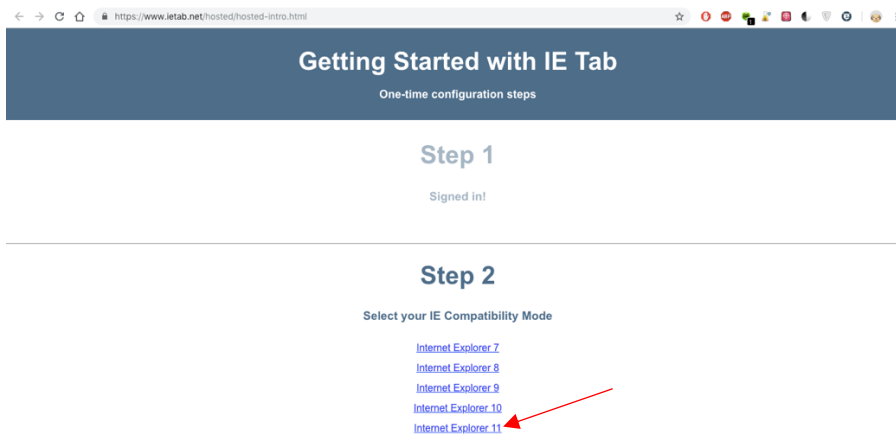 https://www.ietab.net/hosted/hosted-intro.html
Getting Started with IE Tab
One-time configuration steps
Step 1
Signed in!
Step 2
Select your IE Compatibility Mode
Internet Explorer 7
Internet Explorer 8
Internet Explorer 9
Internet Explorer 10
Internet Explorer 11